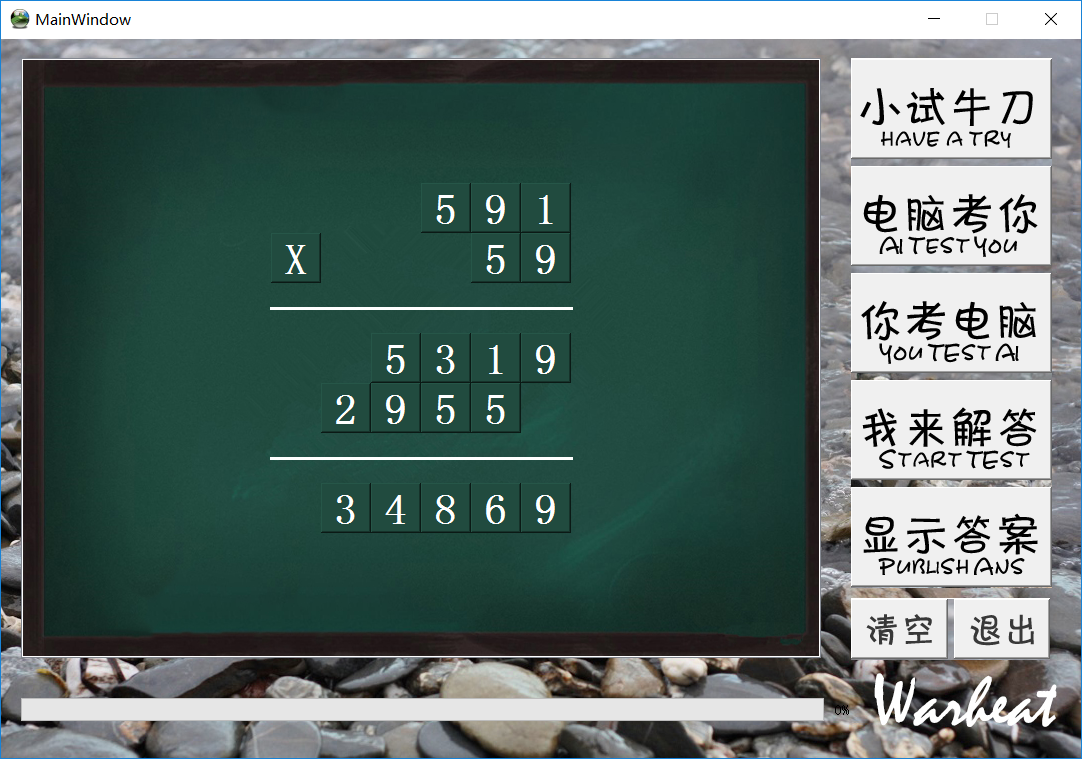 MainWindow
5 9 1
X 5 9
5 3 1 9
2 9 5 5
3 4 8 6 9
小试牛刀
HAVE A TRY
电脑考你
AI TEST YOU
你考电脑
YOU TEST AI
我来解答
START TEST
显示答案
PUBLISH ANS
清空
退出
0%
Warheat